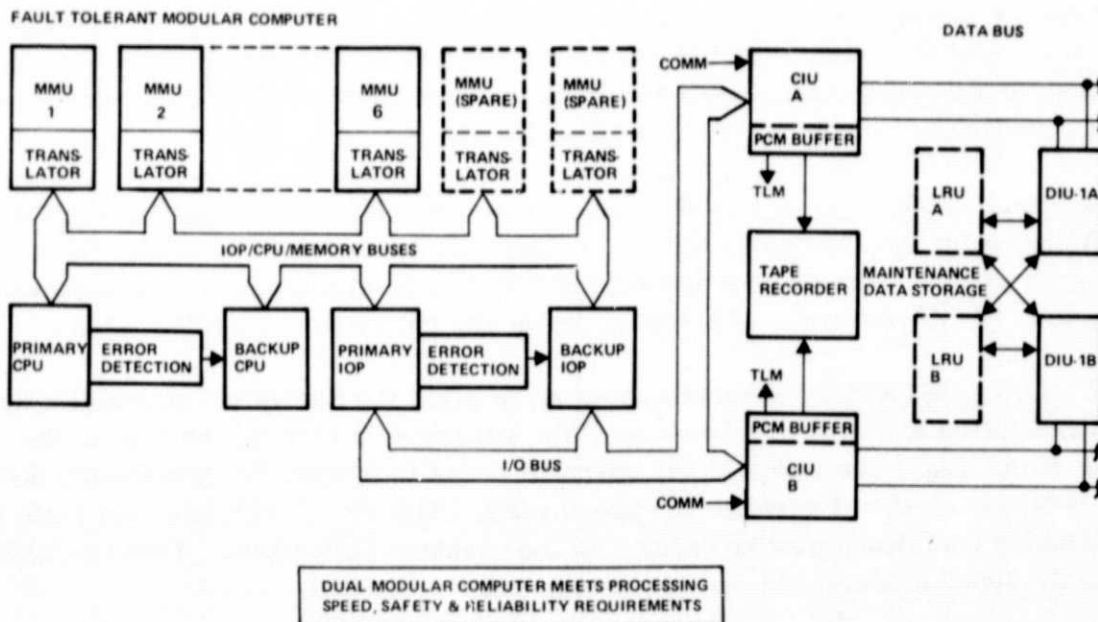 FAULT TOLERANT MODULAR COMPUTER
DATA BUS
MMU
1
TRANS-
LATOR
MMU
2
TRANS-
LATOR
MMU
6
TRANS-
LATOR
MMU
(SPARE)
TRANS-
LATOR
MMU
(SPARE)
TRANS-
LATOR
IOP/CPU/MEMORY BUSES
PRIMARY
CPU
ERROR
DETECTION
BACKUP
CPU
PRIMARY
IOP
ERROR
DETECTION
BACKUP
IOP
I/O BUS
COMM
CIU
A
PCM BUFFER
TLM
TAPE
RECORDER
MAINTENANCE
DATA STORAGE
TLM
PCM BUFFER
CIU
B
COMM
LRU
A
DIU-1A
LRU
B
DIU-1B
DUAL MODULAR COMPUTER MEETS PROCESSING
SPEED, SAFETY & RELIABILITY REQUIREMENTS